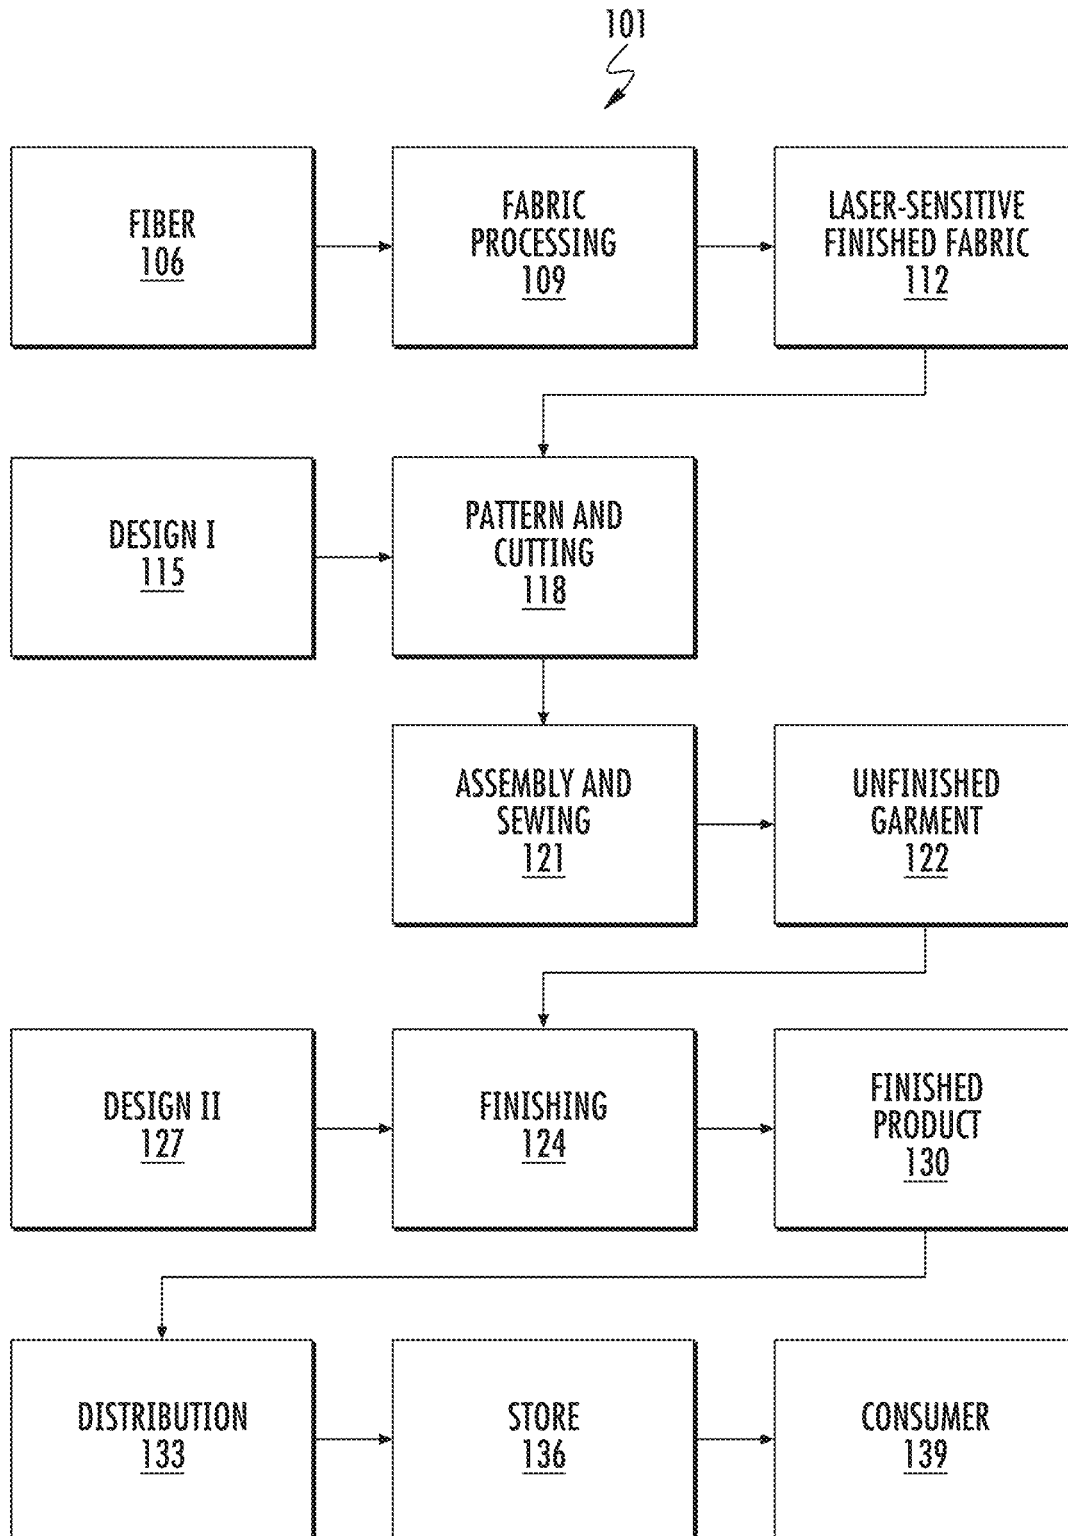 101
FIBER
106
FABRIC
PROCESSING
109
LASER-SENSITIVE
FINISHED FABRIC
112
DESIGN I
115
PATTERN AND
CUTTING
118
ASSEMBLY AND
SEWING
121
UNFINISHED
GARMENT
122
DESIGN II
127
FINISHING
124
FINISHED
PRODUCT
130
DISTRIBUTION
133
STORE
136
CONSUMER
139